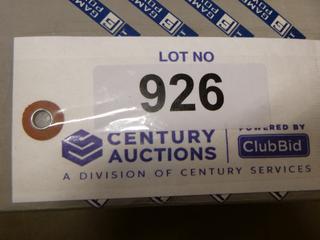 LOT NO
926
CENTURY
AUCTIONS
POWERED BY
ClubBid
A DIVISION OF CENTURY SERVICES